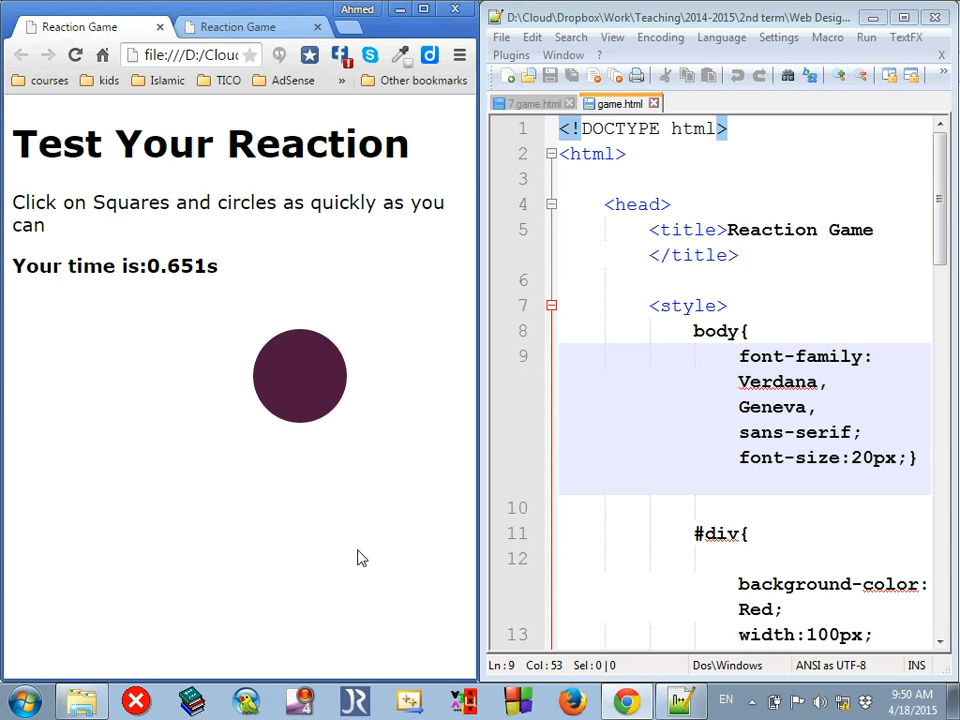 Ahmed
Reaction Game
Reaction Game
file:///D:/Clou
courses
kids
Islamic
TICO
AdSense
»
Other bookmarks
Test Your Reaction
Click on Squares and circles as quickly as you
can
Your time is:0.651s
D:\Cloud\Dropbox\Work\Teaching\2014-2015\2nd term\Web Desig...
File Edit Search View Encoding Language Settings Macro Run TextFX
Plugins Window ? X
7.game.html
game.html
1 <!DOCTYPE html>
2 <html>
3
4 <head>
5 <title>Reaction Game
</title>
6
7 <style>
8 body{
9 font-family:
Verdana,
Geneva,
sans-serif;
font-size:20px;}
10
11 #div{
12
background-color:
Red;
13 width:100px;
Ln:9 Col:53 Sel:0|0
Dos\Windows
ANSI as UTF-8
INS
EN
9:50 AM
4/18/2015